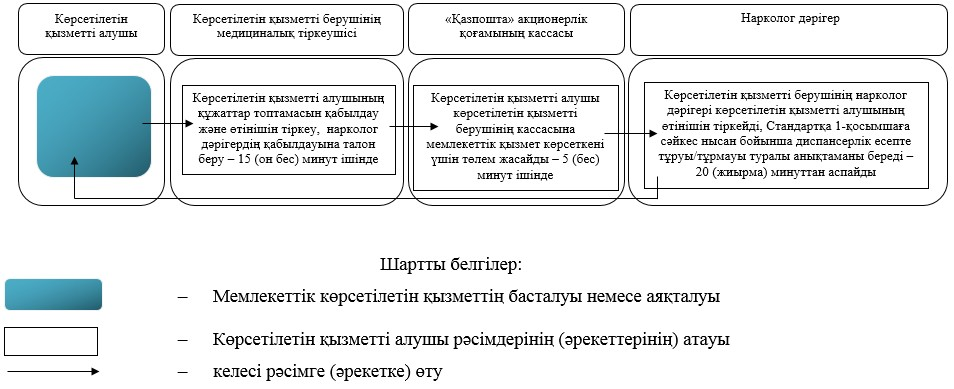 Көрсетілетін
қызметті алушы
Көрсетілетін қызметті берушінің
медициналық тіркеушісі
«Қазпошта» акционерлік
қоғамының кассасы
Нарколог дәрігер
Көрсетілетін қызметті алушының
құжаттар топтамасын қабылдау
және өтінішін тіркеу, нарколог
дәрігердің қабылдауына талон
беру – 15 (он бес) минут ішінде
Көрсетілетін қызметті алушы
көрсетілетін қызметті
берушінің кассасына
мемлекеттік қызмет көрсеткені
үшін төлем жасайды – 5 (бес)
минут ішінде
Көрсетілетін қызметті берушінің нарколог
дәрігері көрсетілетін қызметті алушының
өтінішін тіркейді, Стандартқа 1-қосымшаға
сәйкес нысан бойынша диспансерлік есепте
тұруы/тұрмауы туралы анықтаманы береді –
20 (жиырма) минуттан аспайды
Шартты белгілер:
– Мемлекеттік көрсетілетін қызметтің басталуы немесе аяқталуы
– Көрсетілетін қызметті алушы рәсімдерінің (әрекеттерінің) атауы
– келесі рәсімге (әрекетке) өту